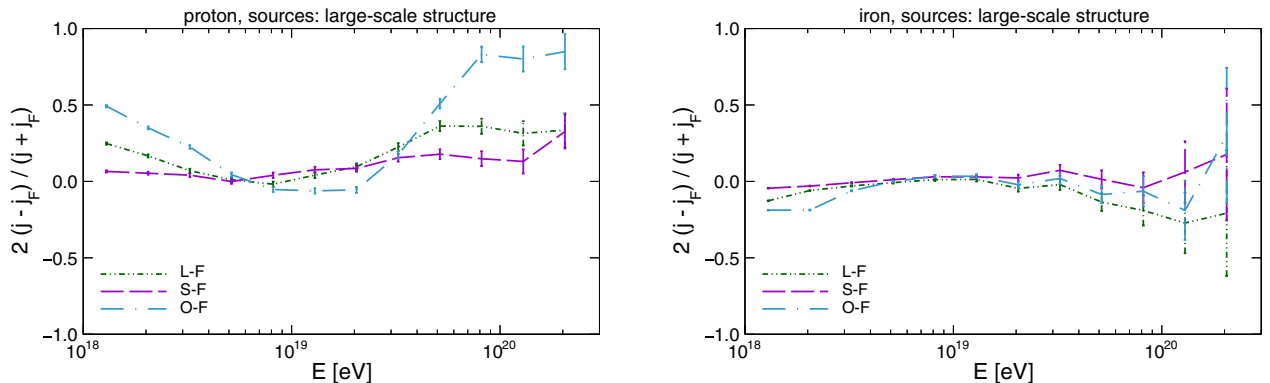 proton, sources: large-scale structure
1.0
0.5
0.0
−0.5
−1.0
2 (j - j_F) / (j + j_F)
L-F
S-F
O-F
10^18
10^19
10^20
E [eV]
iron, sources: large-scale structure
1.0
0.5
0.0
−0.5
−1.0
2 (j - j_F) / (j + j_F)
L-F
S-F
O-F
10^18
10^19
10^20
E [eV]